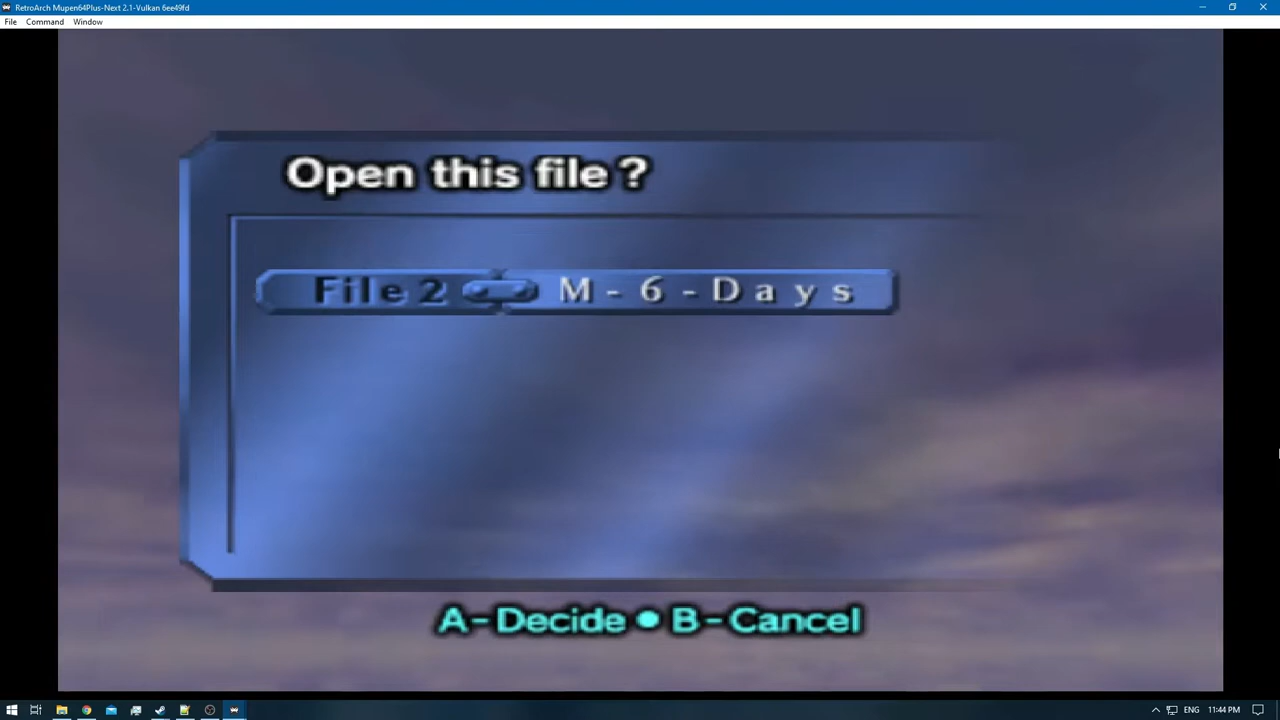 RetroArch Mupen64Plus-Next 2.1-Vulkan 6ee49fd
File Command Window
Open this file?
File 2 M-6-Days
A-Decide • B-Cancel
ENG 11:44 PM